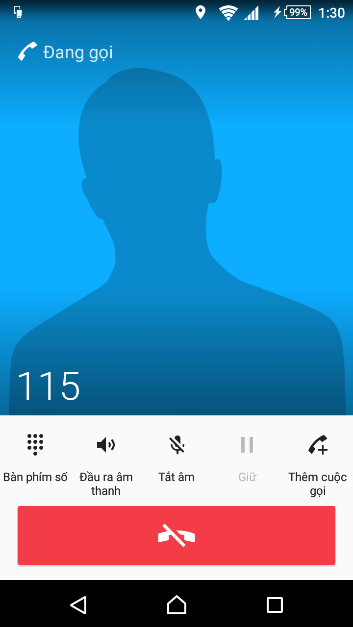 99%
1:30
Đang gọi
115
Bàn phím số
Đầu ra âm
thanh
Tắt âm
Giữ
Thêm cuộc
gọi